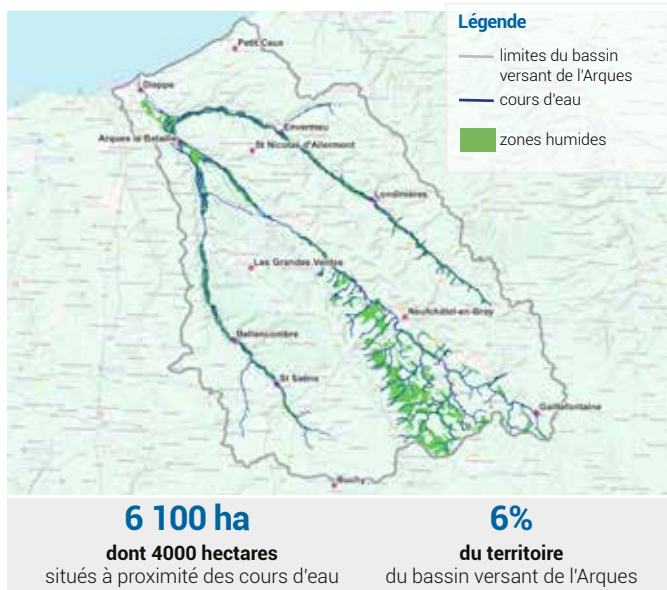 Légende
limites du bassin
versant de l'Arques
cours d'eau
zones humides
Petit Caux
Dieppe
Envermeu
Arques la Bataille
St Nicolas d'Aliermont
Londinières
Les Grandes Ventes
Neufchâtel-en-Bray
Bellencombre
St Saëns
Gaillefontaine
Buchy
6 100 ha
dont 4000 hectares
situés à proximité des cours d'eau
6%
du territoire
du bassin versant de l'Arques